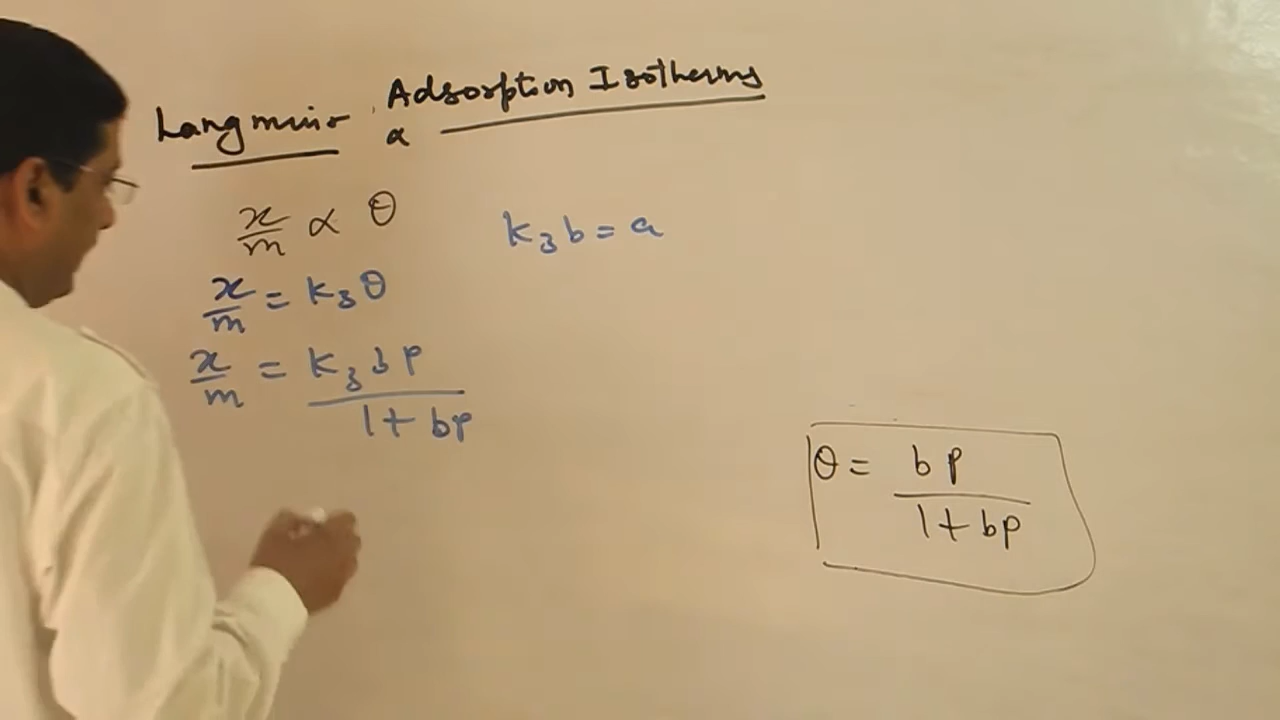 Langmuir Adsorption Isotherms
α
x/m ∝ θ
k₃b = a
x/m = k₃θ
x/m = k₃bp / 1 + bp
θ = bp / 1 + bp